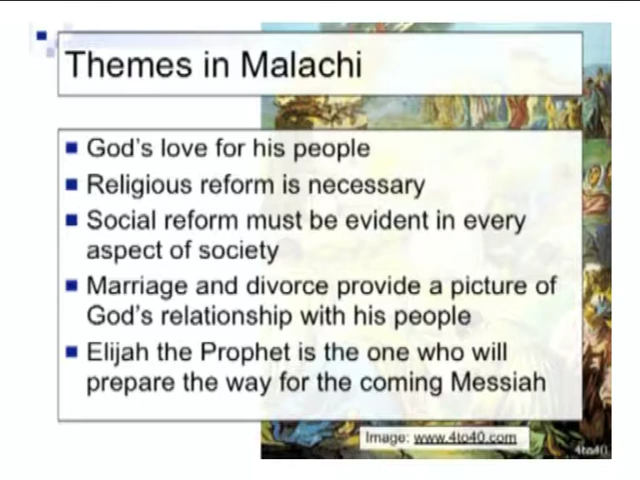 Themes in Malachi
God's love for his people
Religious reform is necessary
Social reform must be evident in every
aspect of society
Marriage and divorce provide a picture of
God's relationship with his people
Elijah the Prophet is the one who will
prepare the way for the coming Messiah
Image: www.4to40.com
4to40